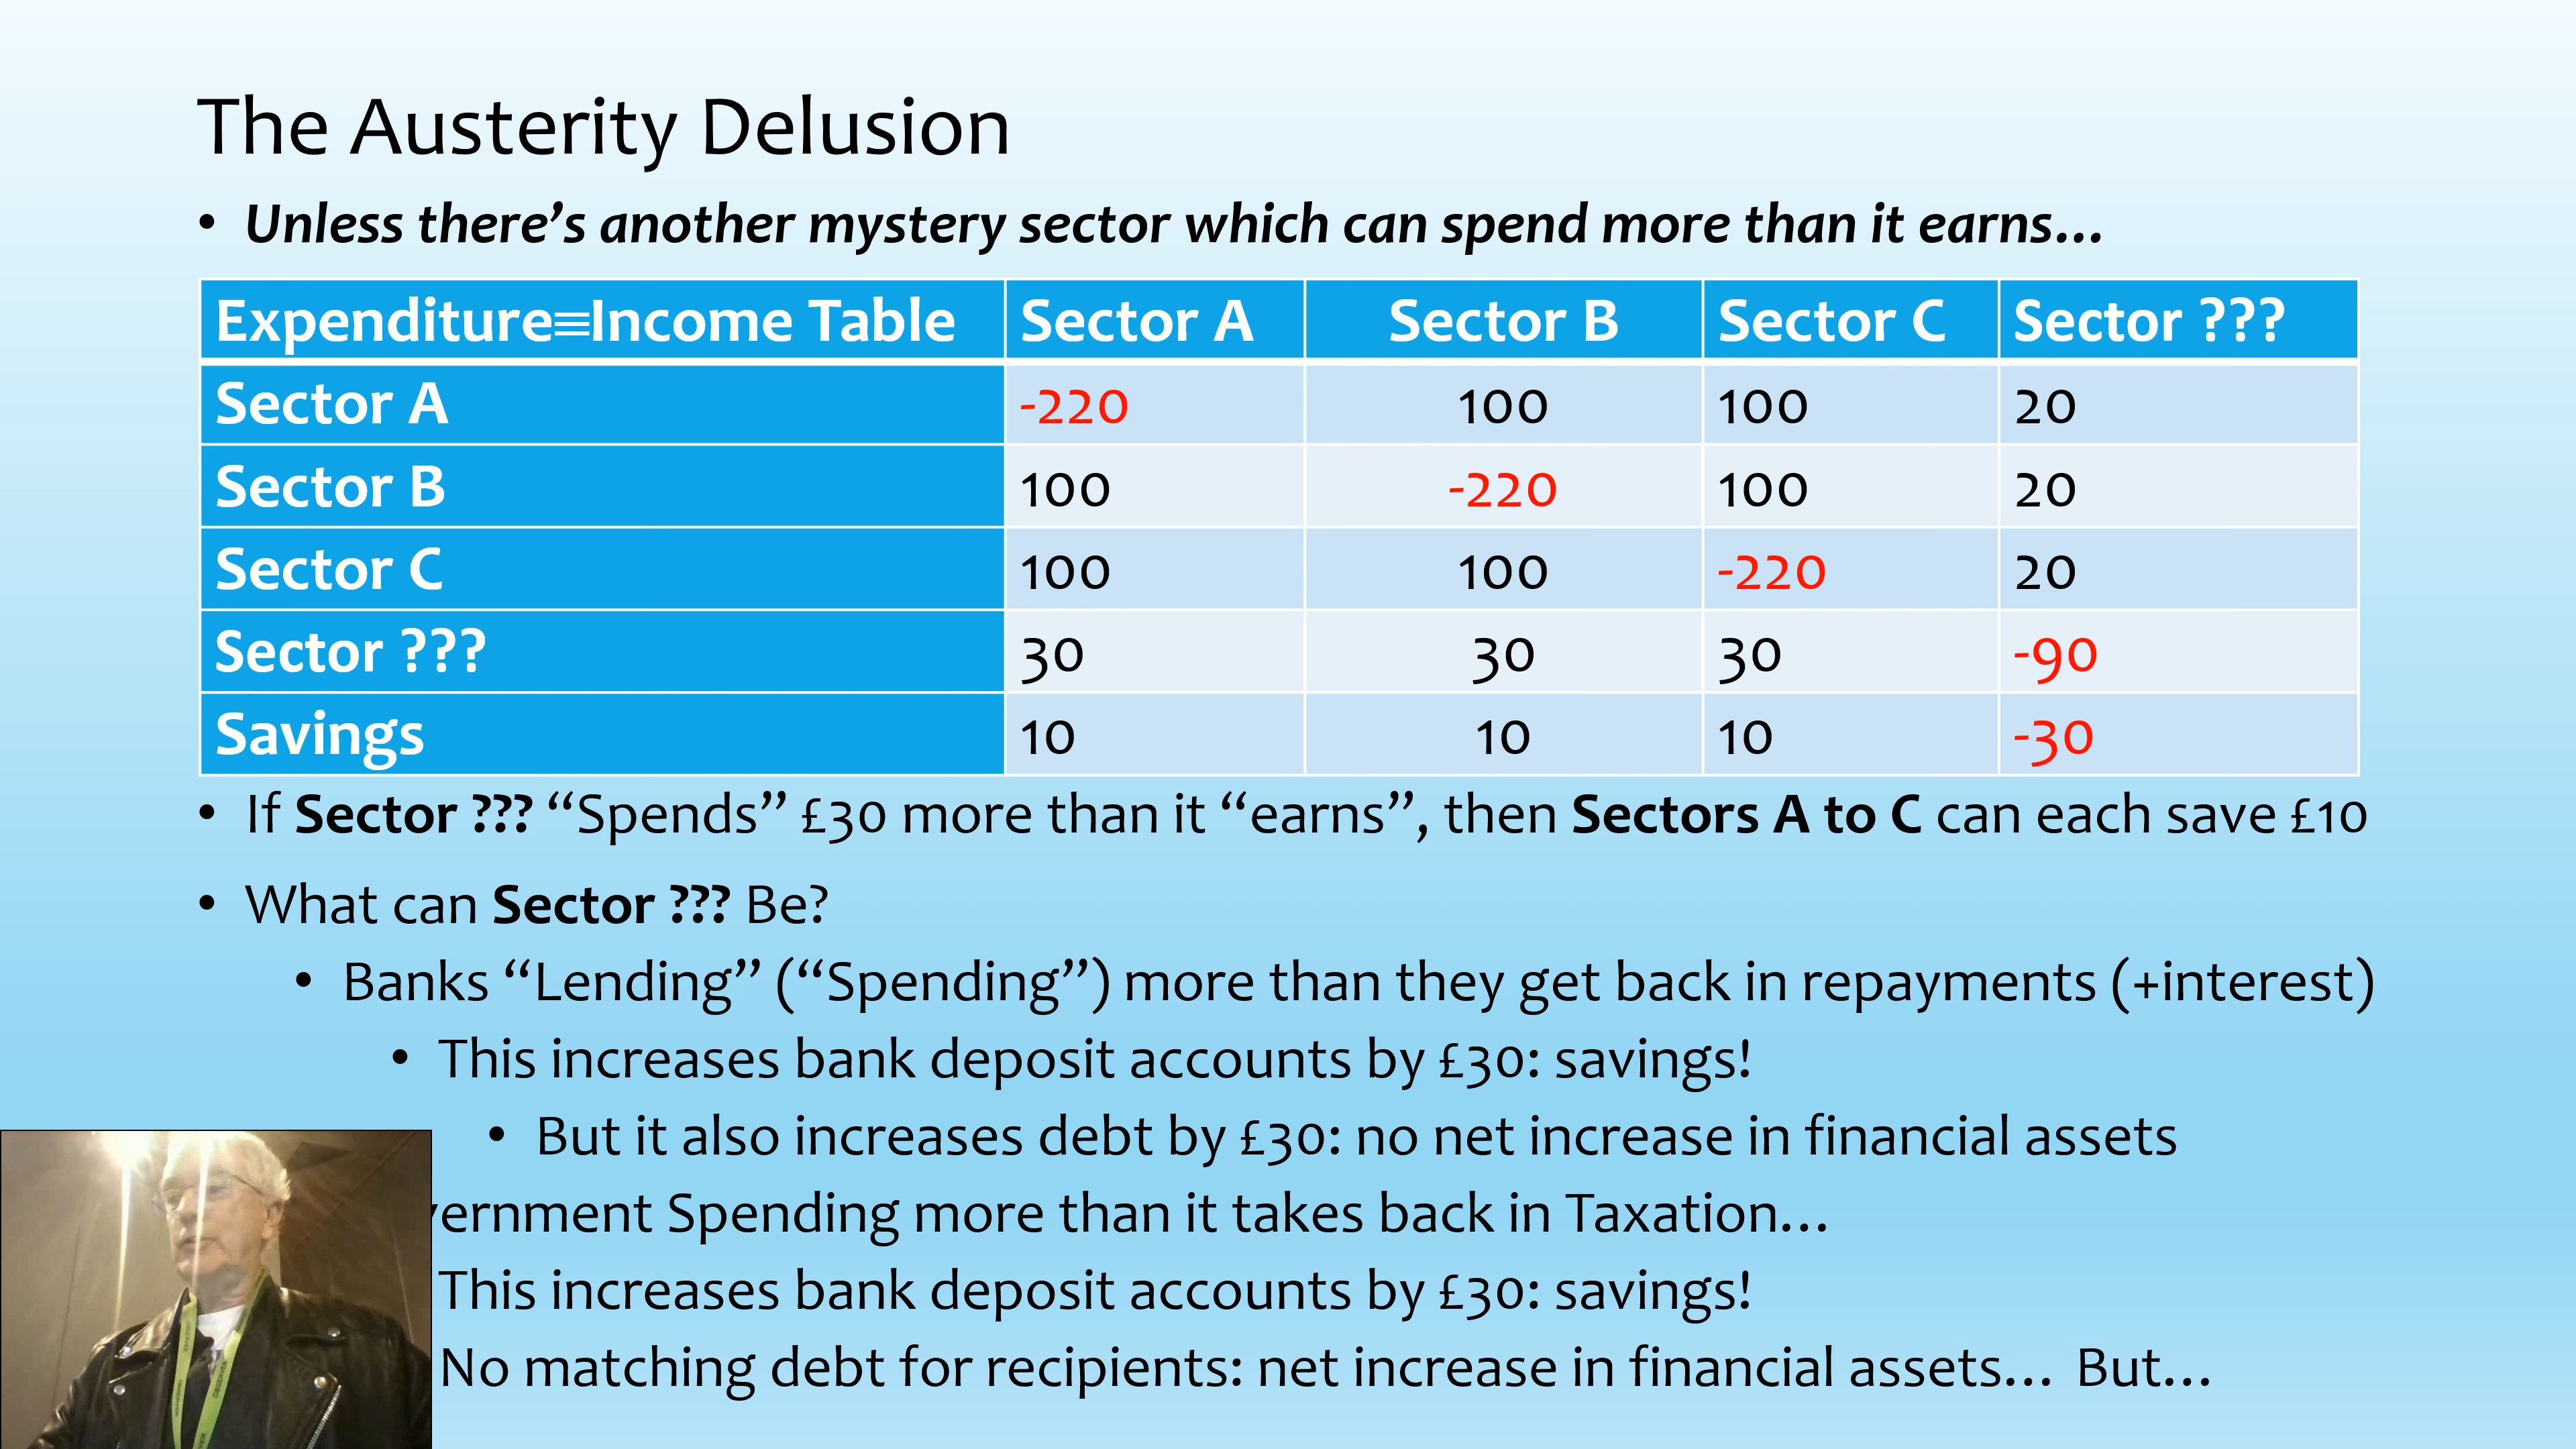 The Austerity Delusion
• Unless there’s another mystery sector which can spend more than it earns…
Expenditure≡Income Table Sector A Sector B Sector C Sector ???
Sector A -220 100 100 20
Sector B 100 -220 100 20
Sector C 100 100 -220 20
Sector ??? 30 30 30 -90
Savings 10 10 10 -30
• If Sector ??? “Spends” £30 more than it “earns”, then Sectors A to C can each save £10
• What can Sector ??? Be?
• Banks “Lending” (“Spending”) more than they get back in repayments (+interest)
• This increases bank deposit accounts by £30: savings!
• But it also increases debt by £30: no net increase in financial assets
vernment Spending more than it takes back in Taxation…
This increases bank deposit accounts by £30: savings!
No matching debt for recipients: net increase in financial assets… But…
OBSERVER